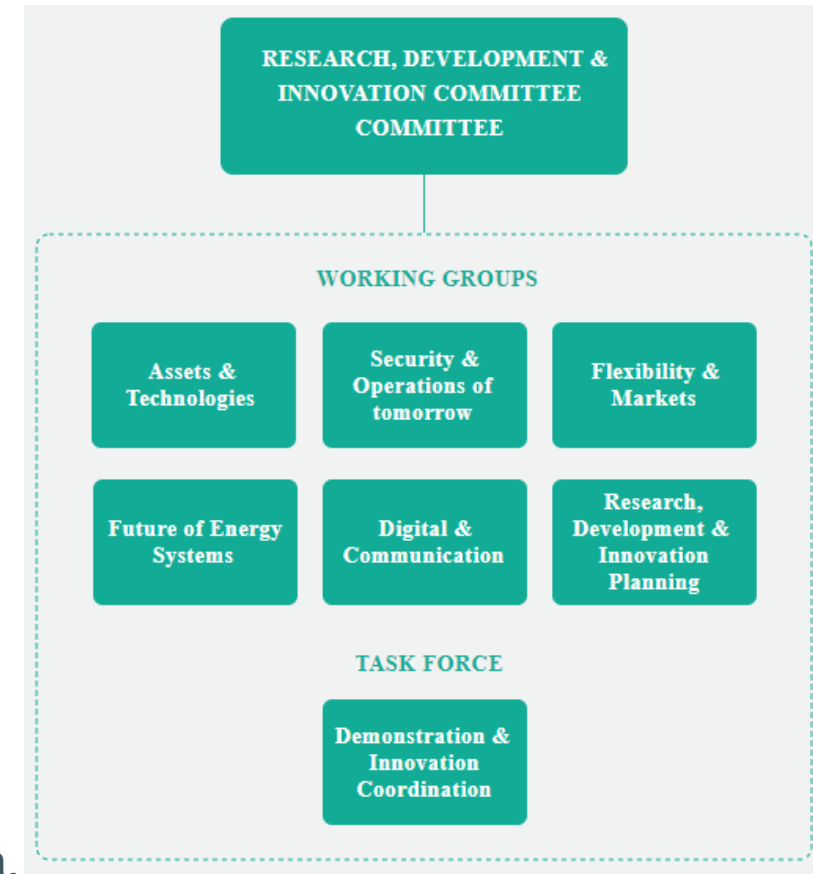 RESEARCH, DEVELOPMENT &
INNOVATION COMMITTEE
COMMITTEE
WORKING GROUPS
Assets &
Technologies
Security &
Operations of
tomorrow
Flexibility &
Markets
Future of Energy
Systems
Digital &
Communication
Research,
Development &
Innovation
Planning
TASK FORCE
Demonstration &
Innovation
Coordination